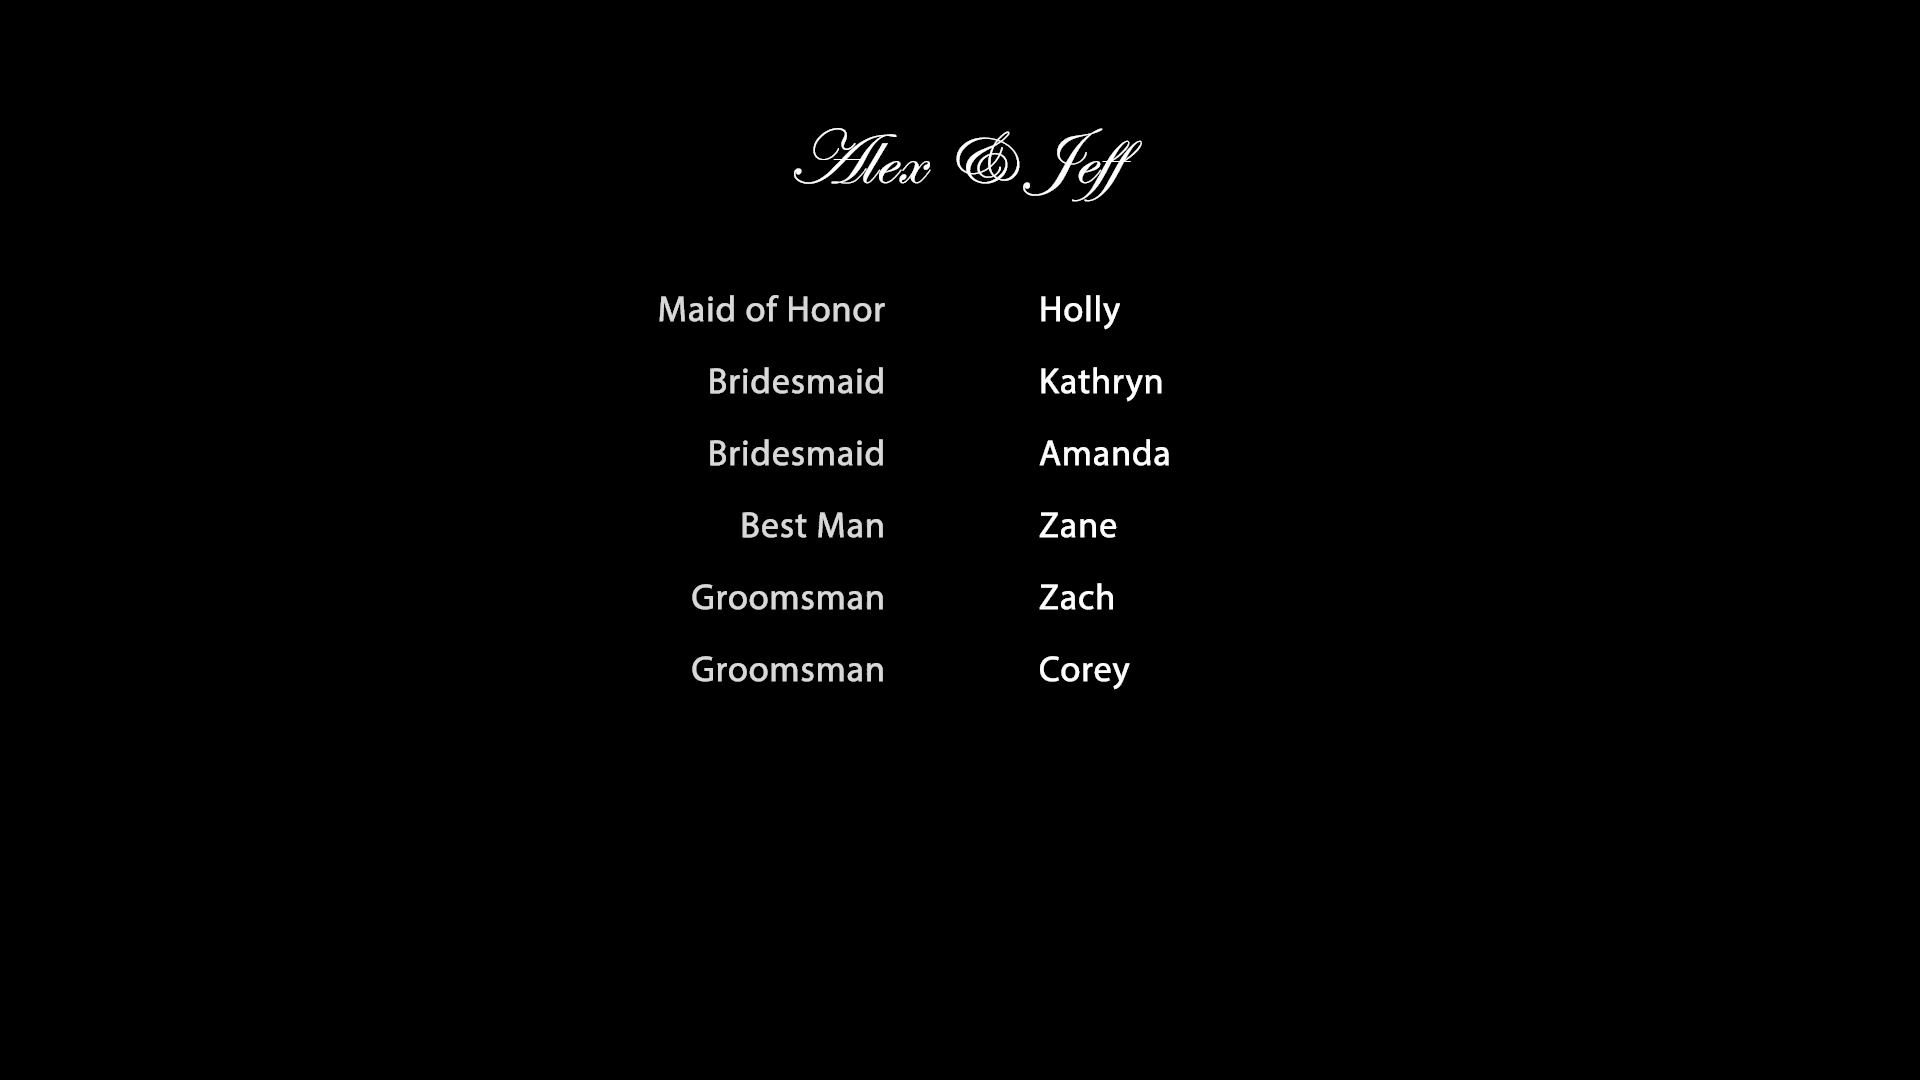 Alex & Jeff
Maid of Honor Holly
Bridesmaid Kathryn
Bridesmaid Amanda
Best Man Zane
Groomsman Zach
Groomsman Corey